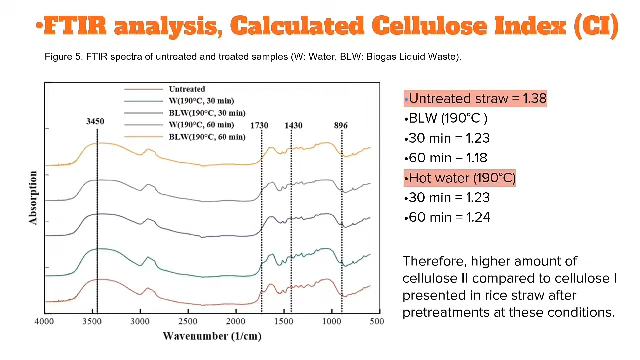 •FTIR analysis, Calculated Cellulose Index (CI)
Figure 5. FTIR spectra of untreated and treated samples (W: Water, BLW: Biogas Liquid Waste).
Untreated
W(190°C, 30 min)
BLW(190°C, 30 min)
W(190°C, 60 min)
BLW(190°C, 60 min)
3450
1730
1430
896
Absorption
4000 3500 3000 2500 2000 1500 1000 500
Wavenumber (1/cm)
•Untreated straw = 1.38
•BLW (190°C )
•30 min = 1.23
•60 min = 1.18
•Hot water (190°C)
•30 min = 1.23
•60 min = 1.24
Therefore, higher amount of
cellulose II compared to cellulose I
presented in rice straw after
pretreatments at these conditions.